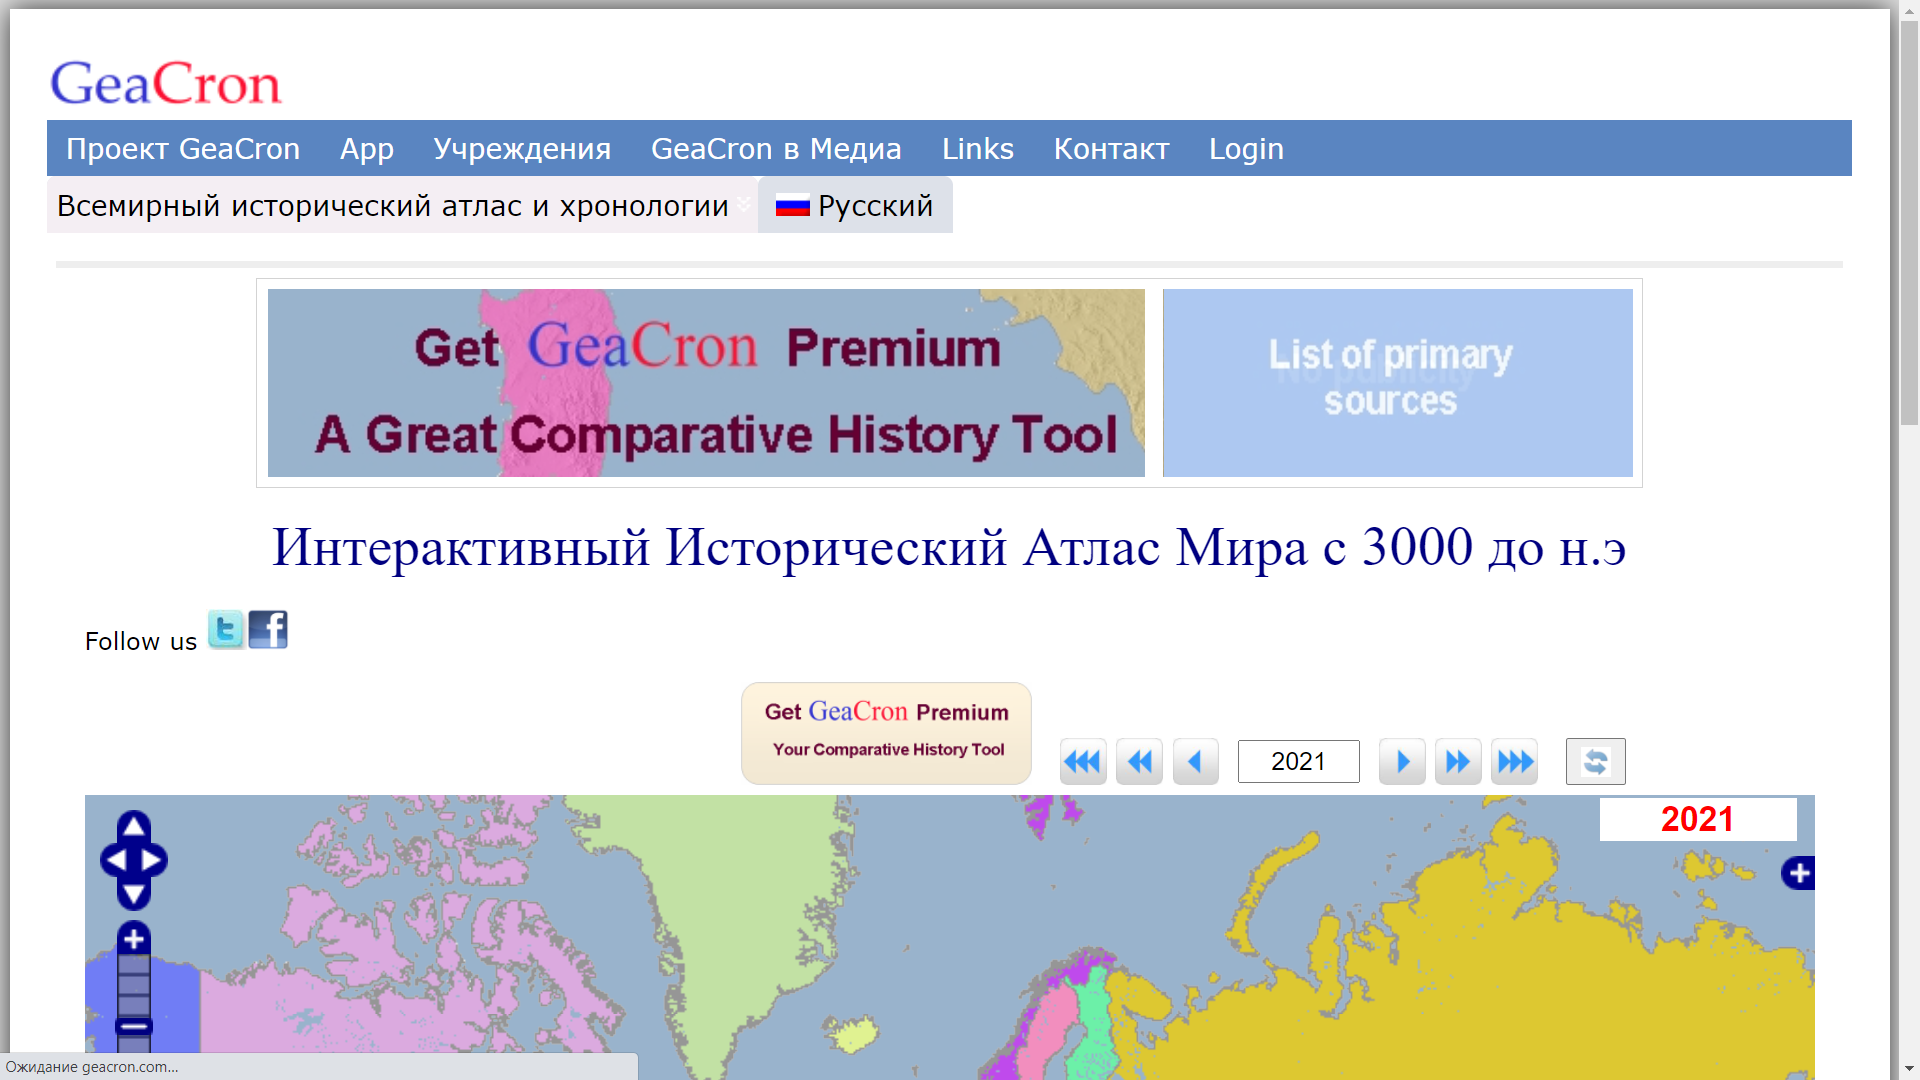 GeaCron
Проект GeaCron App Учреждения GeaCron в Медиа Links Контакт Login
Всемирный исторический атлас и хронологии Русский
Get GeaCron Premium
A Great Comparative History Tool
List of primary
sources
No publicity
Интерактивный Исторический Атлас Мира с 3000 до н.э
Follow us
Get GeaCron Premium
Your Comparative History Tool
2021
2021
Ожидание geacron.com...